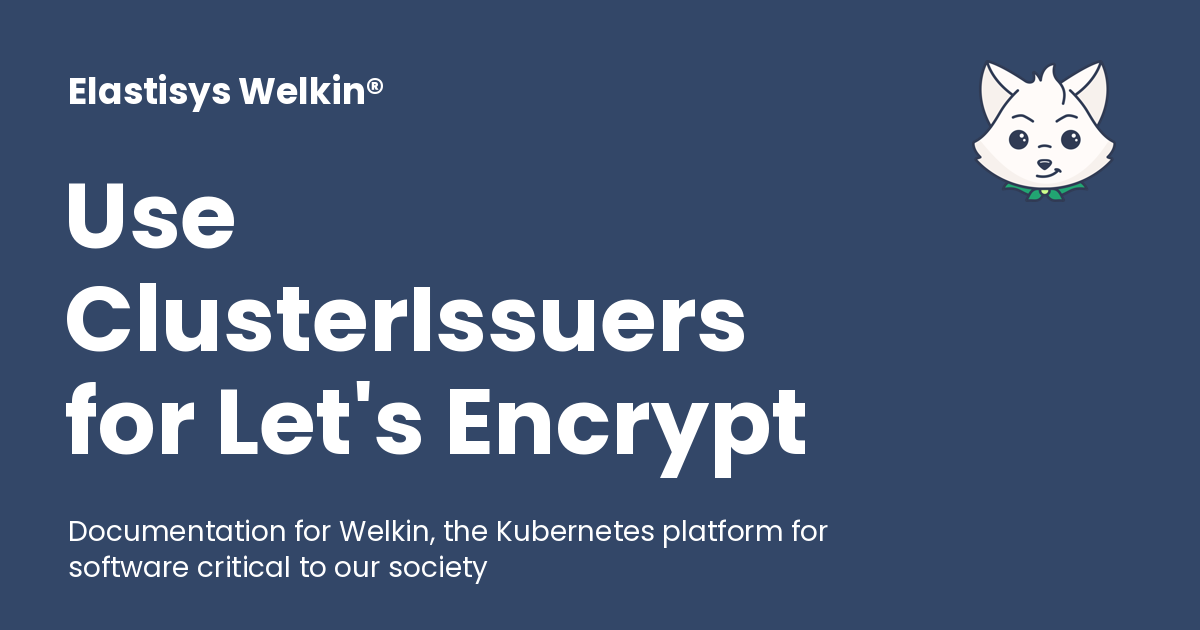 Elastisys Welkin®
Use
ClusterIssuers
for Let's Encrypt
Documentation for Welkin, the Kubernetes platform for
software critical to our society